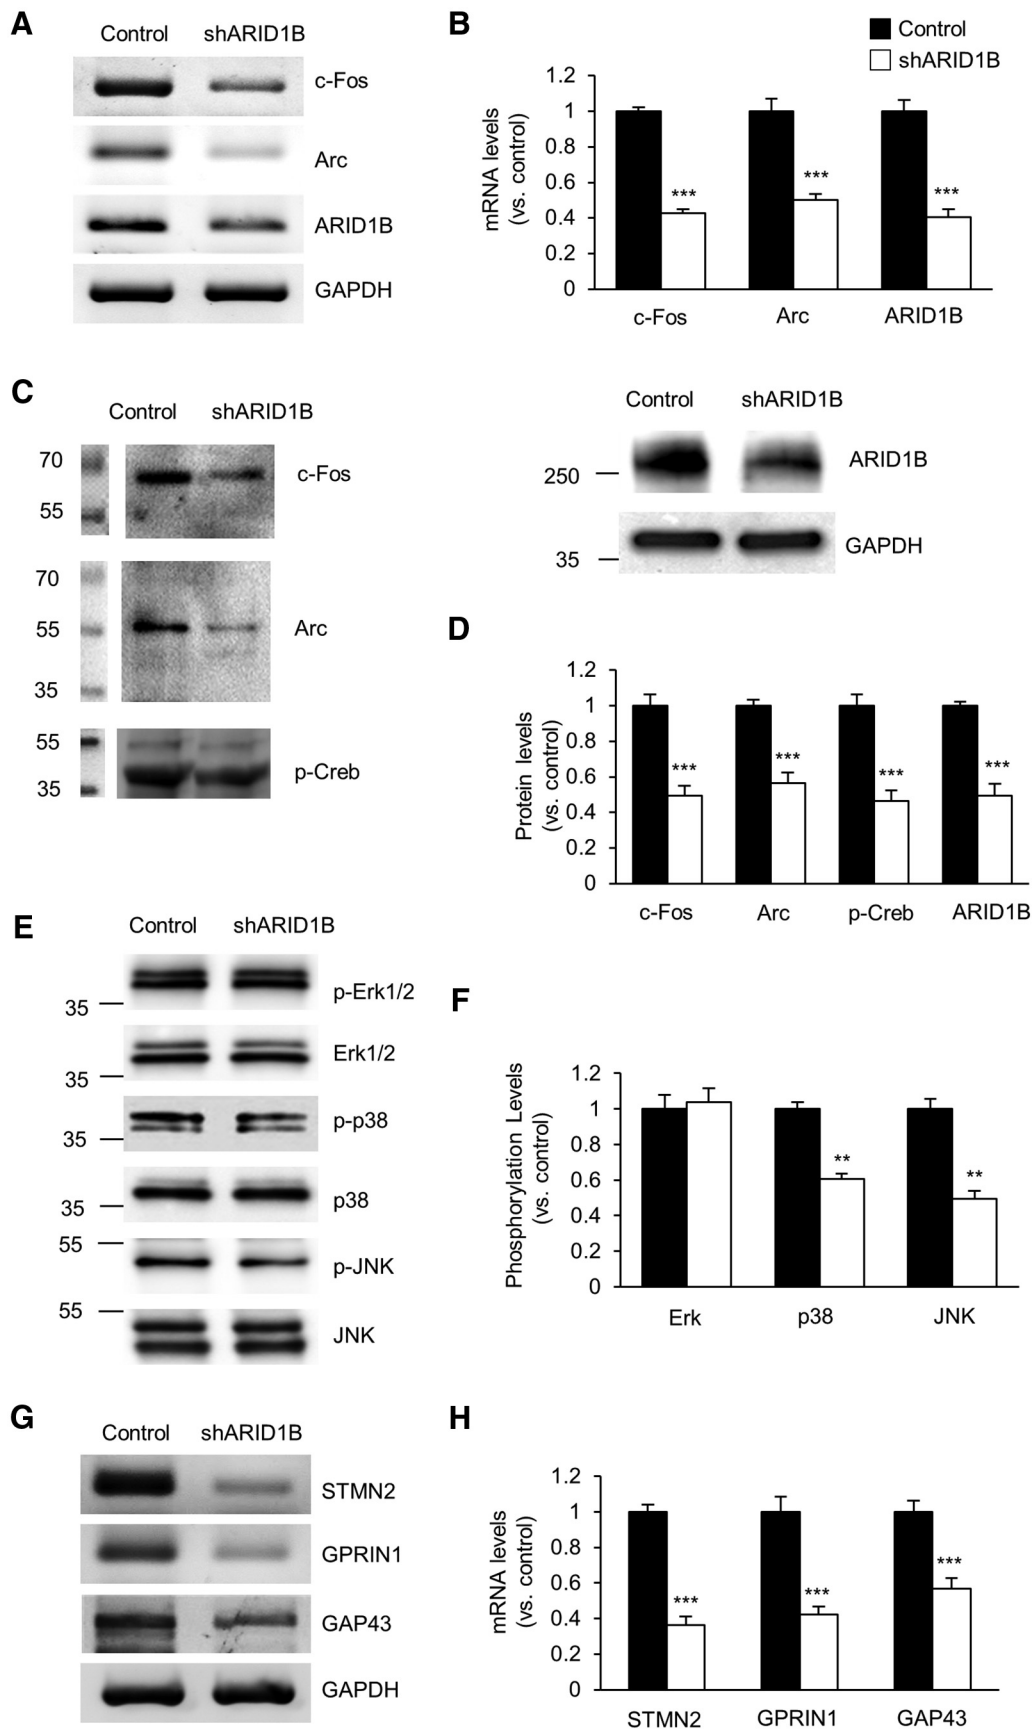 A
Control shARID1B
c-Fos
Arc
ARID1B
GAPDH
B
Control
shARID1B
mRNA levels
(vs. control)
1.2
1
0.8
0.6
0.4
0.2
0
***
***
***
c-Fos Arc ARID1B
C
Control shARID1B
70
55
c-Fos
70
55
35
Arc
55
35
p-Creb
Control shARID1B
250
ARID1B
35
GAPDH
D
Protein levels
(vs. control)
1.2
1
0.8
0.6
0.4
0.2
0
***
***
***
***
c-Fos Arc p-Creb ARID1B
E
Control shARID1B
35
p-Erk1/2
35
Erk1/2
35
p-p38
35
p38
55
p-JNK
55
JNK
F
Phosphorylation Levels
(vs. control)
1.2
1
0.8
0.6
0.4
0.2
0
**
**
Erk p38 JNK
G
Control shARID1B
STMN2
GPRIN1
GAP43
GAPDH
H
mRNA levels
(vs. control)
1.2
1
0.8
0.6
0.4
0.2
0
***
***
***
STMN2 GPRIN1 GAP43